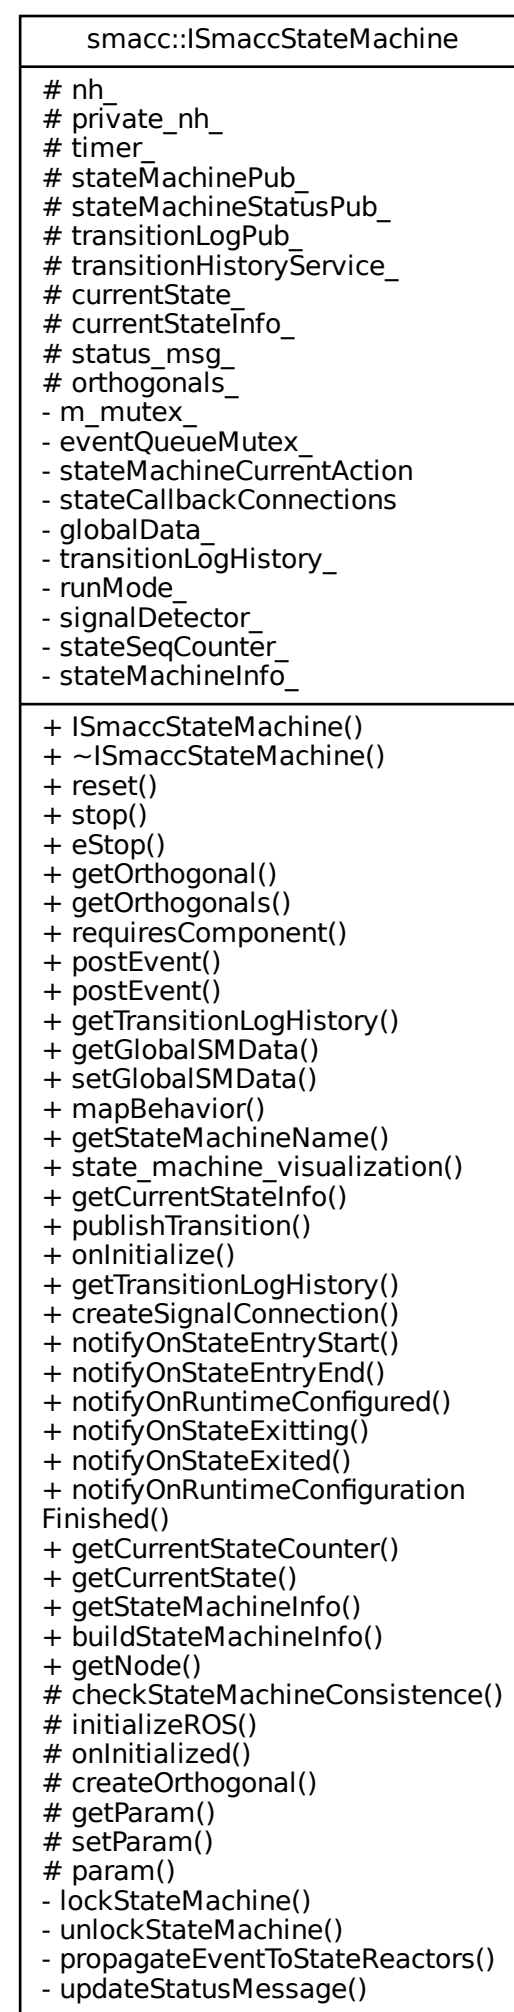 smacc::ISmaccStateMachine
# nh_
# private_nh_
# timer_
# stateMachinePub_
# stateMachineStatusPub_
# transitionLogPub_
# transitionHistoryService_
# currentState_
# currentStateInfo_
# status_msg_
# orthogonals_
- m_mutex_
- eventQueueMutex_
- stateMachineCurrentAction
- stateCallbackConnections
- globalData_
- transitionLogHistory_
- runMode_
- signalDetector_
- stateSeqCounter_
- stateMachineInfo_
+ ISmaccStateMachine()
+ ~ISmaccStateMachine()
+ reset()
+ stop()
+ eStop()
+ getOrthogonal()
+ getOrthogonals()
+ requiresComponent()
+ postEvent()
+ postEvent()
+ getTransitionLogHistory()
+ getGlobalSMData()
+ setGlobalSMData()
+ mapBehavior()
+ getStateMachineName()
+ state_machine_visualization()
+ getCurrentStateInfo()
+ publishTransition()
+ onInitialize()
+ getTransitionLogHistory()
+ createSignalConnection()
+ notifyOnStateEntryStart()
+ notifyOnStateEntryEnd()
+ notifyOnRuntimeConfigured()
+ notifyOnStateExitting()
+ notifyOnStateExited()
+ notifyOnRuntimeConfiguration
Finished()
+ getCurrentStateCounter()
+ getCurrentState()
+ getStateMachineInfo()
+ buildStateMachineInfo()
+ getNode()
# checkStateMachineConsistence()
# initializeROS()
# onInitialized()
# createOrthogonal()
# getParam()
# setParam()
# param()
- lockStateMachine()
- unlockStateMachine()
- propagateEventToStateReactors()
- updateStatusMessage()